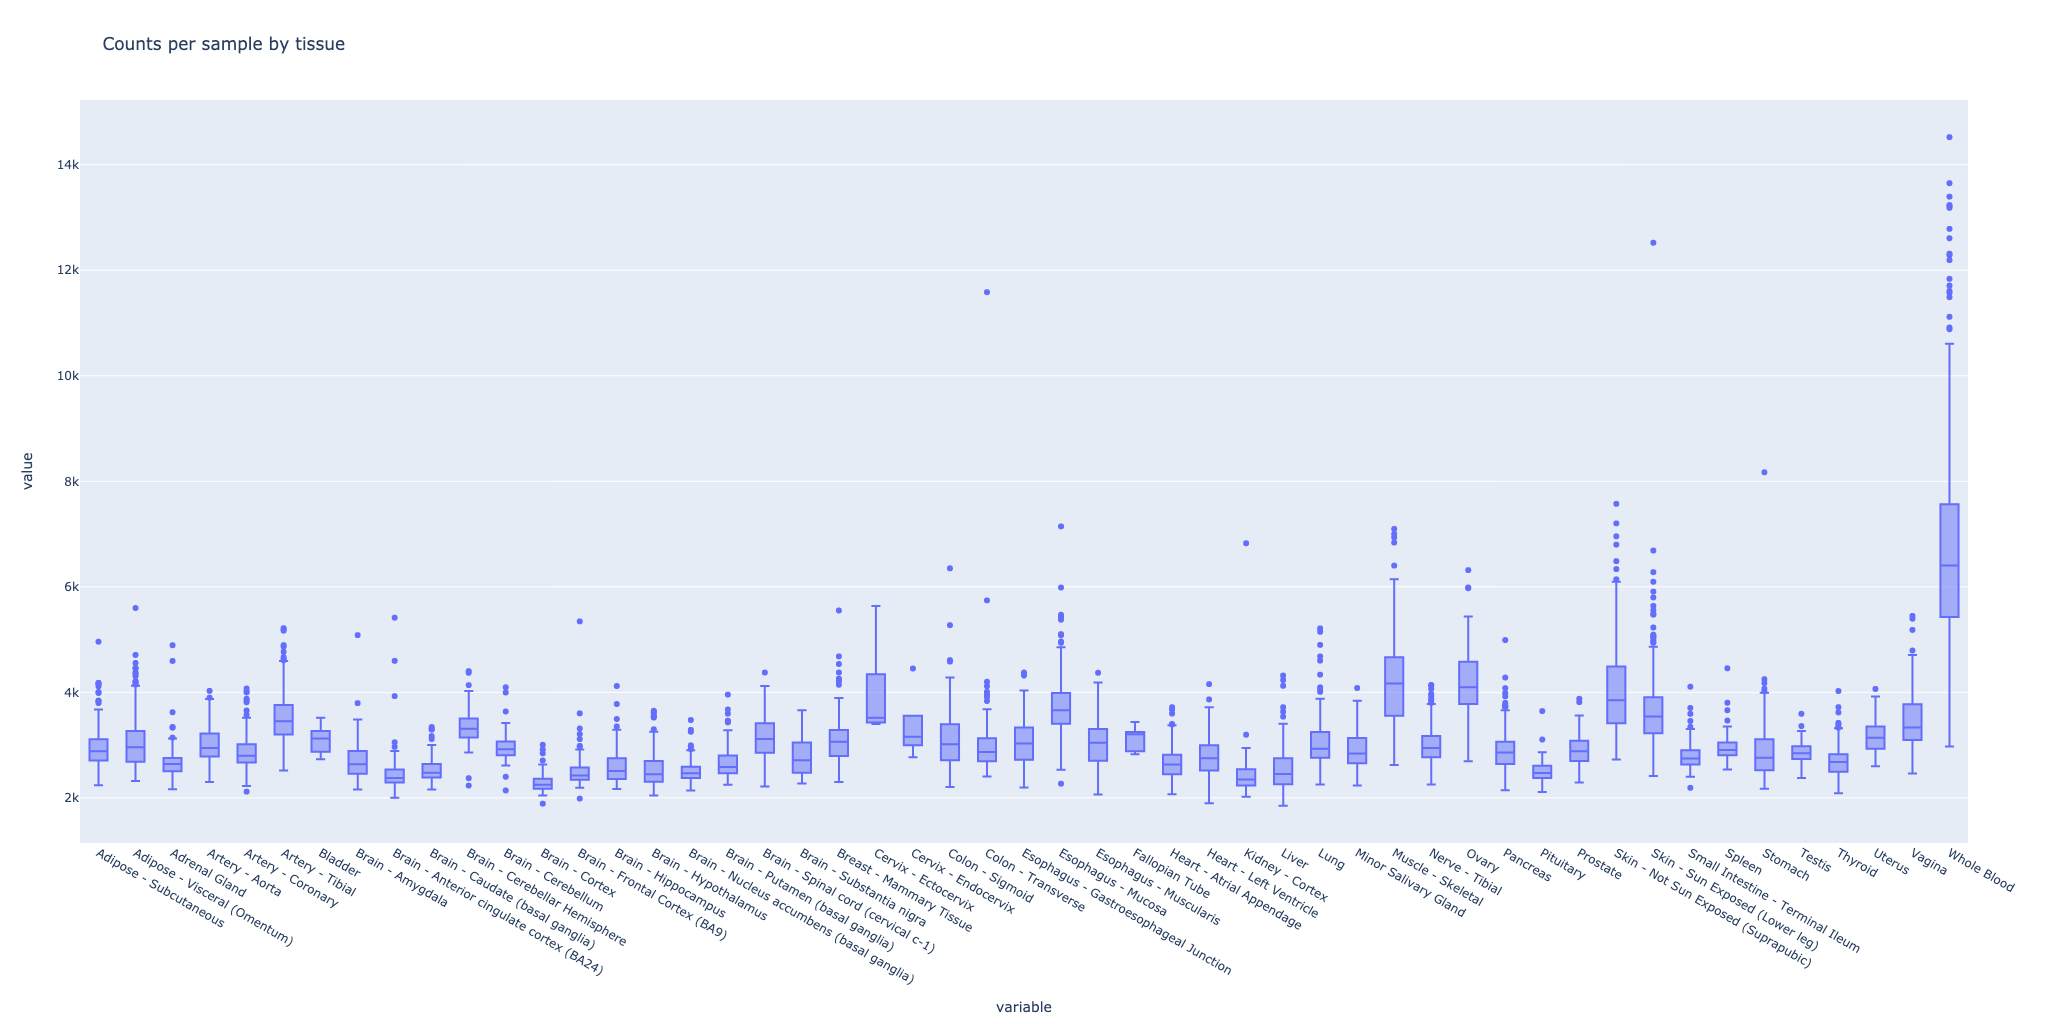 Counts per sample by tissue
14k
12k
10k
8k
6k
4k
2k
value
Adipose - Subcutaneous
Adipose - Visceral (Omentum)
Adrenal Gland
Artery - Aorta
Artery - Coronary
Artery - Tibial
Bladder
Brain - Amygdala
Brain - Anterior cingulate cortex (BA24)
Brain - Caudate (basal ganglia)
Brain - Cerebellar Hemisphere
Brain - Cerebellum
Brain - Cortex
Brain - Frontal Cortex (BA9)
Brain - Hippocampus
Brain - Hypothalamus
Brain - Nucleus accumbens (basal ganglia)
Brain - Putamen (basal ganglia)
Brain - Spinal cord (cervical c-1)
Brain - Substantia nigra
Breast - Mammary Tissue
Cervix - Ectocervix
Cervix - Endocervix
Colon - Sigmoid
Colon - Transverse
Esophagus - Gastroesophageal Junction
Esophagus - Mucosa
Esophagus - Muscularis
Fallopian Tube
Heart - Atrial Appendage
Heart - Left Ventricle
Kidney - Cortex
Liver
Lung
Minor Salivary Gland
Muscle - Skeletal
Nerve - Tibial
Ovary
Pancreas
Pituitary
Prostate
Skin - Not Sun Exposed (Suprapubic)
Skin - Sun Exposed (Lower leg)
Small Intestine - Terminal Ileum
Spleen
Stomach
Testis
Thyroid
Uterus
Vagina
Whole Blood
variable